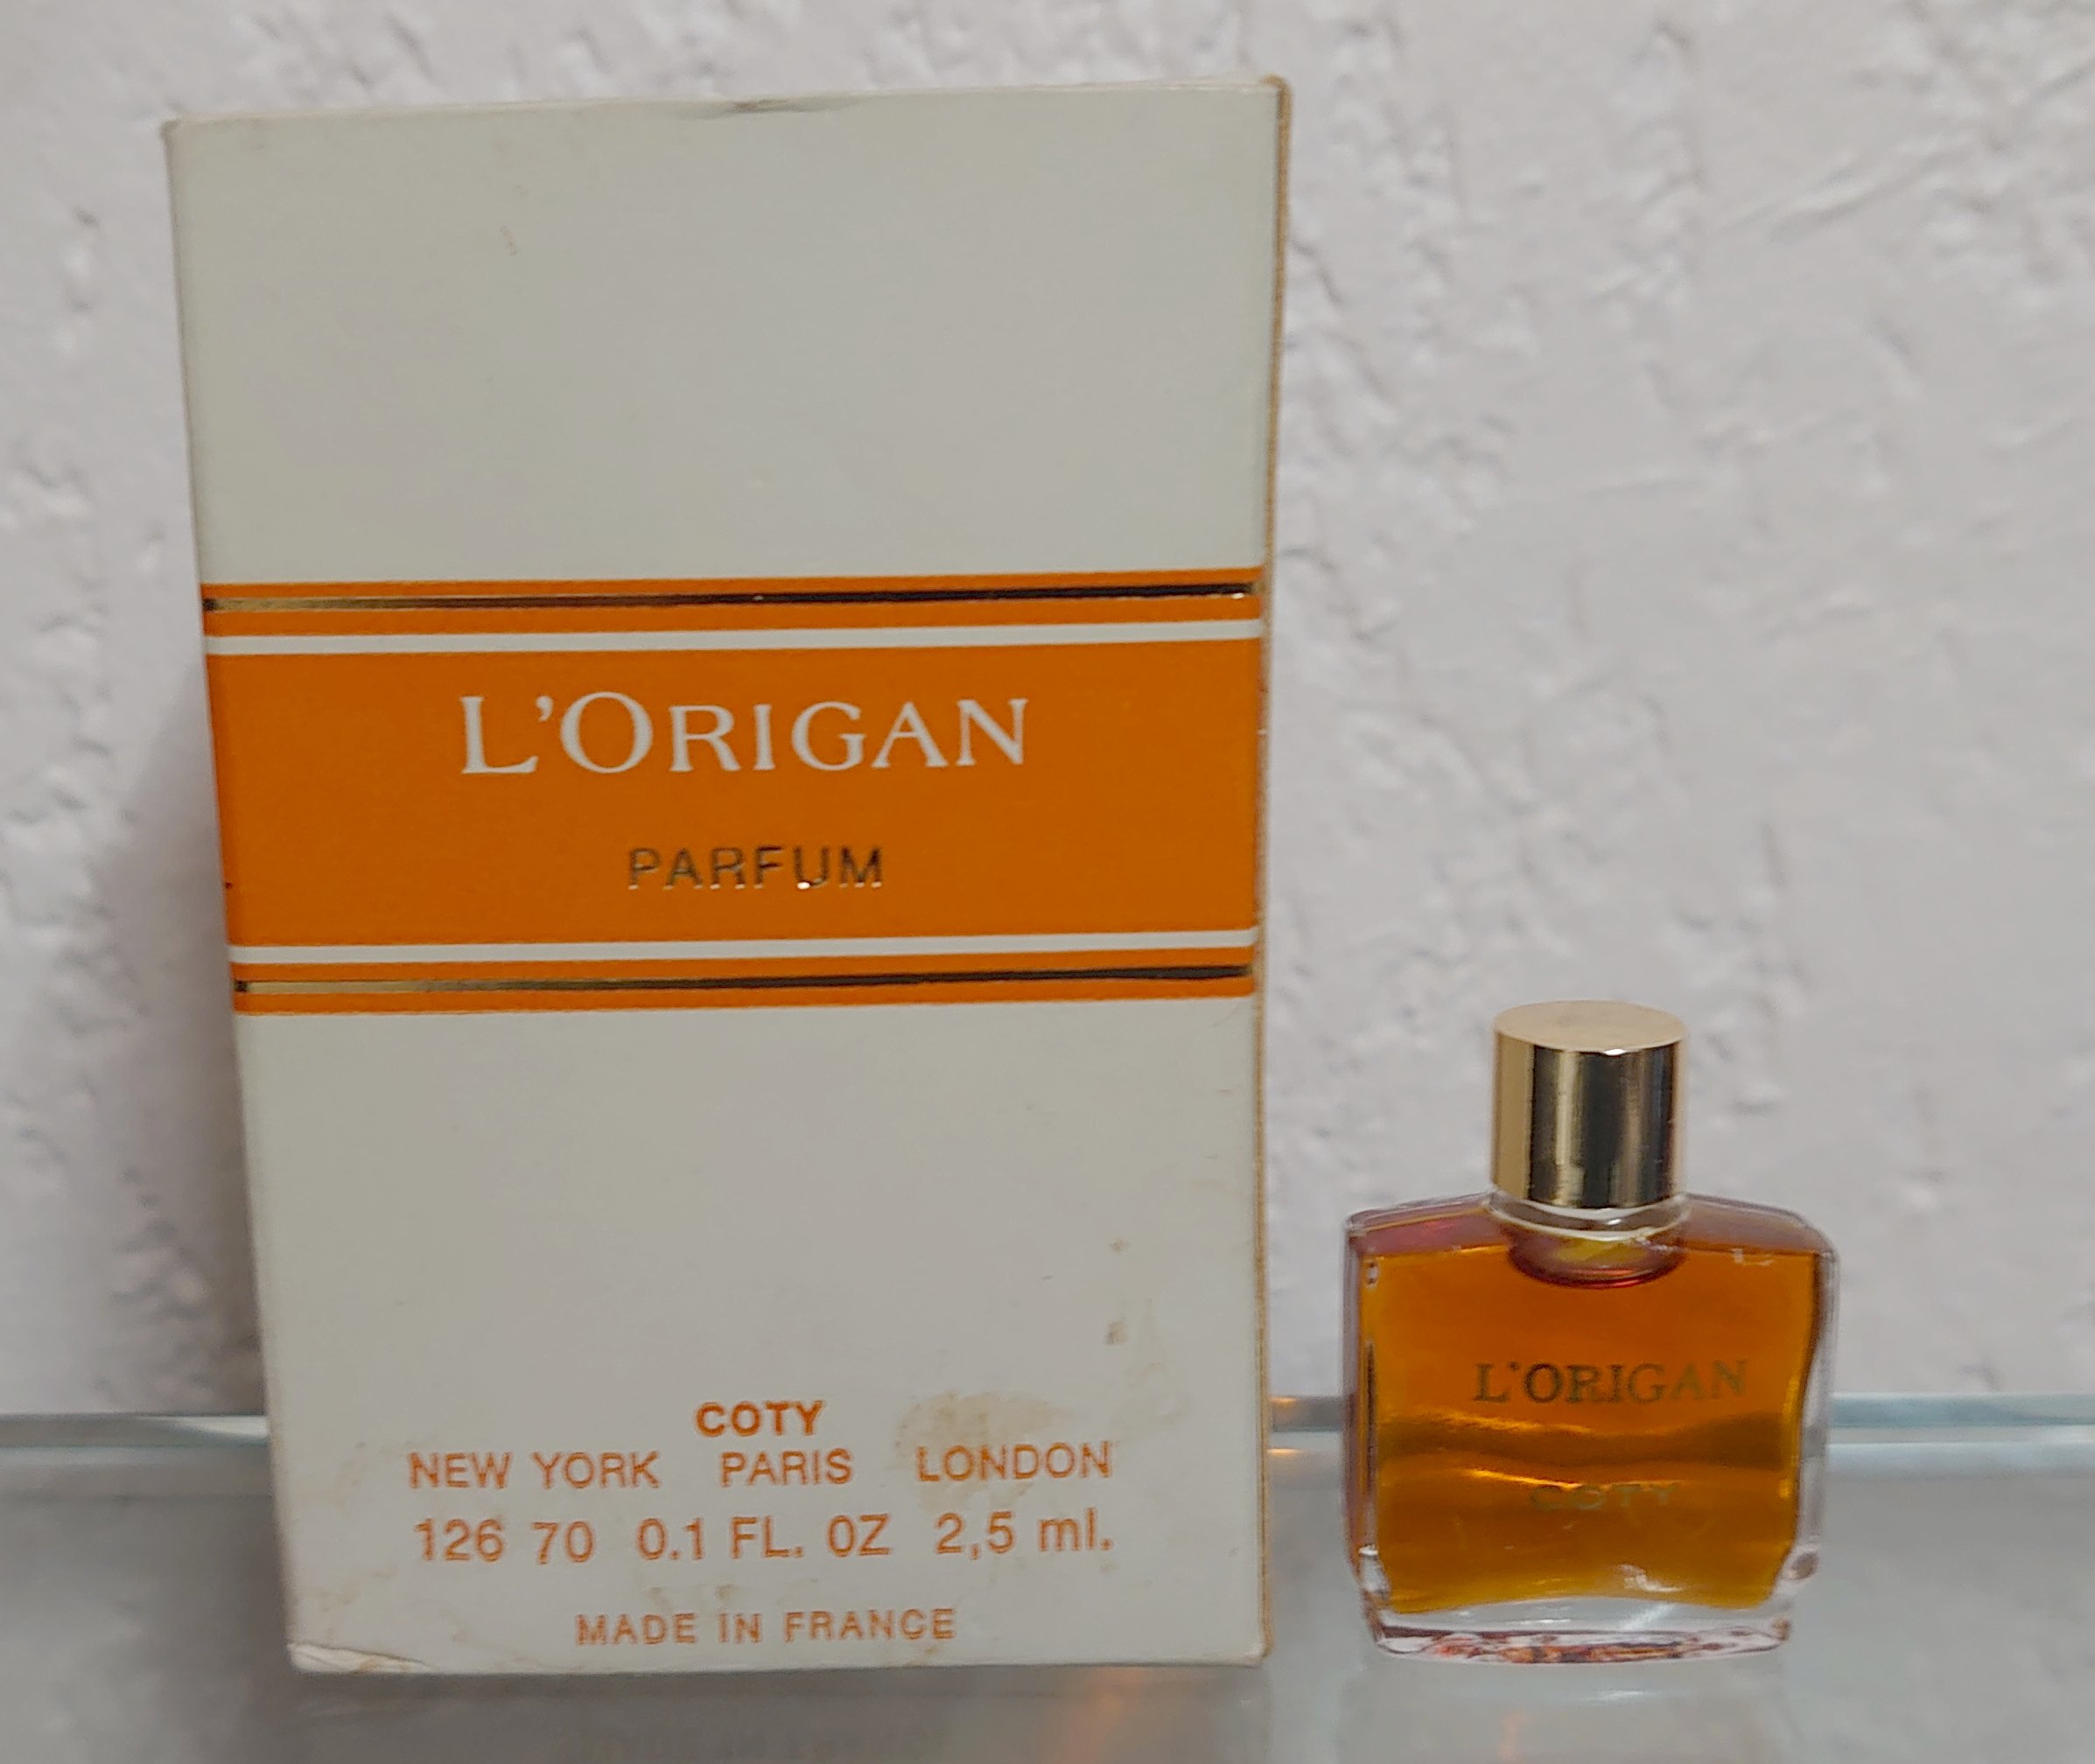 L'ORIGAN
PARFUM
COTY
NEW YORK PARIS LONDON
126 70 0.1 FL. OZ 2,5 ml.
MADE IN FRANCE
L'ORIGAN
COTY